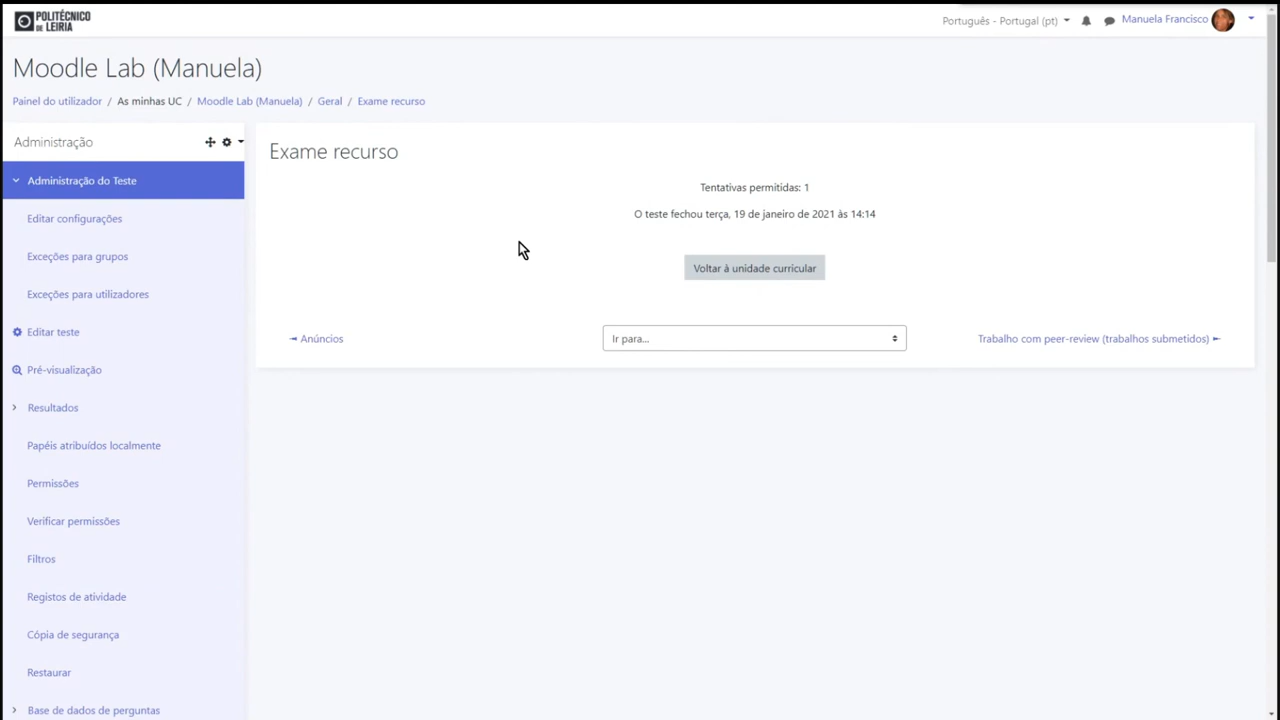 POLITÉCNICO
DE LEIRIA
Português - Portugal (pt)
Manuela Francisco
Moodle Lab (Manuela)
Painel do utilizador / As minhas UC / Moodle Lab (Manuela) / Geral / Exame recurso
Administração
Administração do Teste
Editar configurações
Exceções para grupos
Exceções para utilizadores
Editar teste
Pré-visualização
Resultados
Papéis atribuídos localmente
Permissões
Verificar permissões
Filtros
Registos de atividade
Cópia de segurança
Restaurar
Base de dados de perguntas
Exame recurso
Tentativas permitidas: 1
O teste fechou terça, 19 de janeiro de 2021 às 14:14
Voltar à unidade curricular
◄ Anúncios
Ir para...
Trabalho com peer-review (trabalhos submetidos) ►